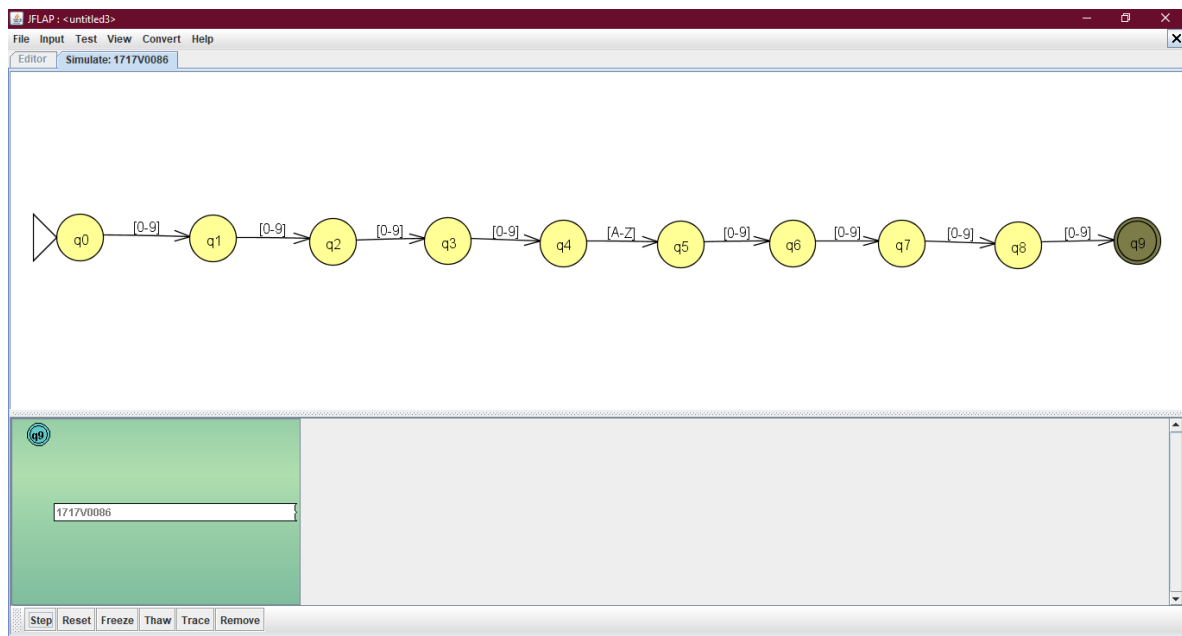 JFLAP : <untitled3>
File Input Test View Convert Help
Editor Simulate: 1717V0086
[0-9] [0-9] [0-9] [0-9] [A-Z] [0-9] [0-9] [0-9] [0-9]
q0 q1 q2 q3 q4 q5 q6 q7 q8 q9
q9
1717V0086
Step Reset Freeze Thaw Trace Remove